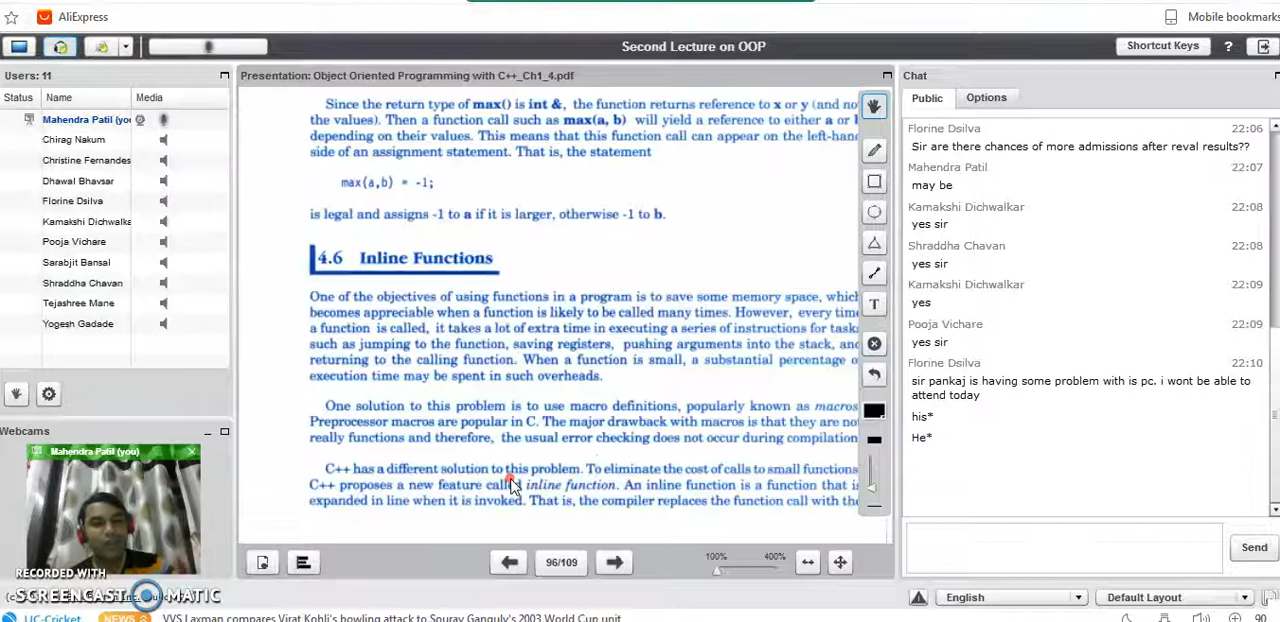 AliExpress
Mobile bookmarks
Second Lecture on OOP
Shortcut Keys
?
Users: 11
Status Name Media
Mahendra Patil (you)
Chirag Nakum
Christine Fernandes
Dhawal Bhavsar
Florine Dsilva
Kamakshi Dichwalka
Pooja Vichare
Sarabjit Bansal
Shraddha Chavan
Tejashree Mane
Yogesh Gadade
Webcams
Mahendra Patil (you)
RECORDED WITH
SCREENCAST MATIC
Presentation: Object Oriented Programming with C++_Ch1_4.pdf
Since the return type of max() is int &, the function returns reference to x or y (and no
the values). Then a function call such as max(a, b) will yield a reference to either a or
depending on their values. This means that this function call can appear on the left-han
side of an assignment statement. That is, the statement
max(a,b) = -1;
is legal and assigns -1 to a if it is larger, otherwise -1 to b.
4.6 Inline Functions
One of the objectives of using functions in a program is to save some memory space, which
becomes appreciable when a function is likely to be called many times. However, every time
a function is called, it takes a lot of extra time in executing a series of instructions for task
such as jumping to the function, saving registers, pushing arguments into the stack, and
returning to the calling function. When a function is small, a substantial percentage o
execution time may be spent in such overheads.
One solution to this problem is to use macro definitions, popularly known as macros
Preprocessor macros are popular in C. The major drawback with macros is that they are no
really functions and therefore, the usual error checking does not occur during compilation
C++ has a different solution to this problem. To eliminate the cost of calls to small functions
C++ proposes a new feature called inline function. An inline function is a function that is
expanded in line when it is invoked. That is, the compiler replaces the function call with the
T
96/109
100% 400%
Chat
Public Options
Florine Dsilva 22:06
Sir are there chances of more admissions after reval results??
Mahendra Patil 22:07
may be
Kamakshi Dichwalkar 22:08
yes sir
Shraddha Chavan 22:08
yes sir
Kamakshi Dichwalkar 22:09
yes
Pooja Vichare 22:09
yes sir
Florine Dsilva 22:10
sir pankaj is having some problem with is pc. i wont be able to
attend today
his*
He*
Send
English
Default Layout
UC-Cricket
NEWS
VVS Laxman compares Virat Kohli's bowling attack to Sourav Ganguly's 2003 World Cup unit
90